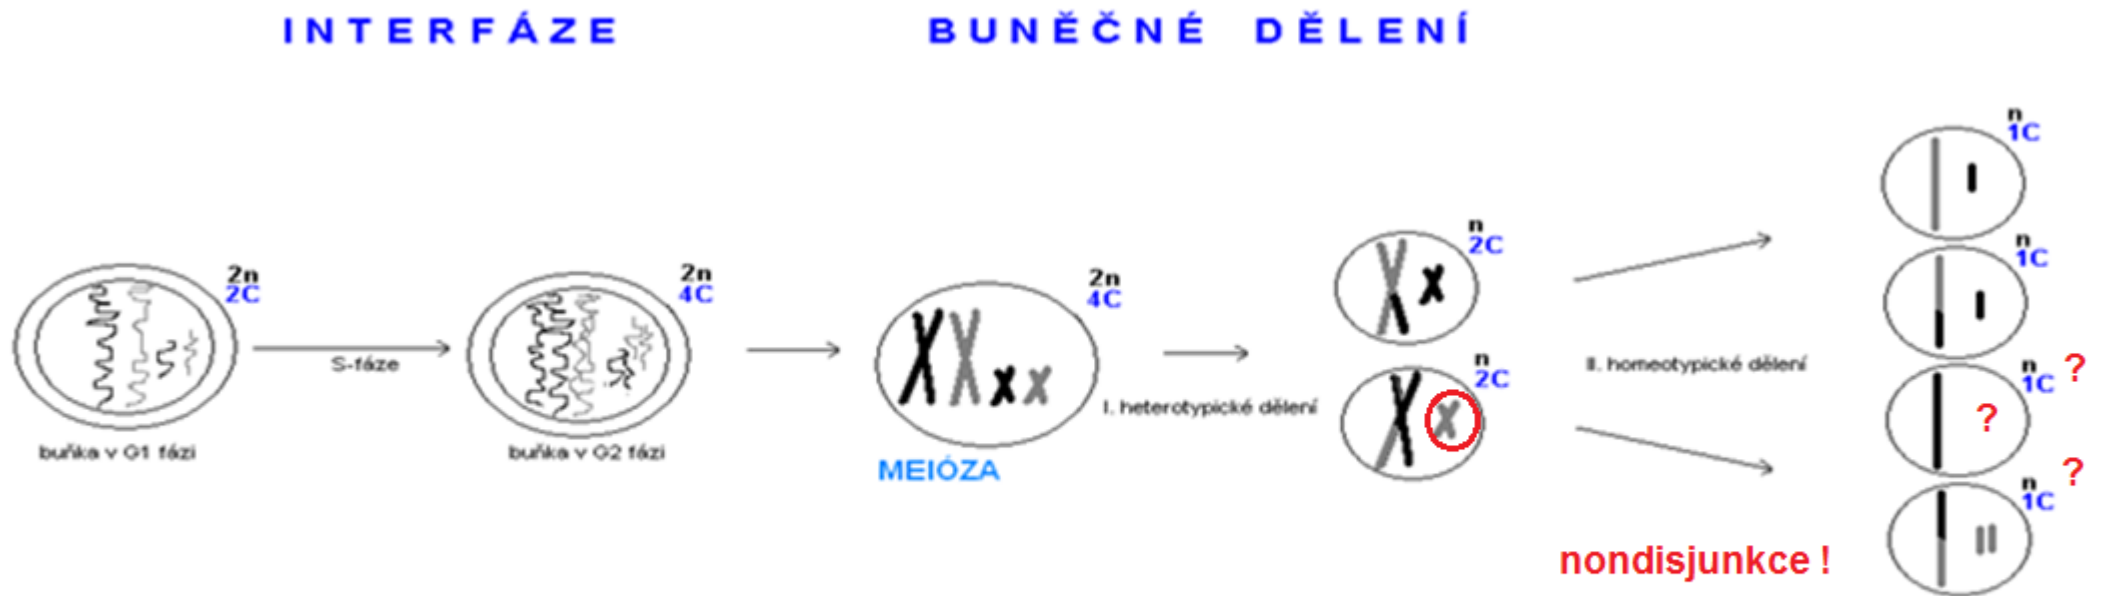 INTERFÁZE
BUNĚČNÉ DĚLENÍ
2n
2C
buňka v G1 fázi
S-fáze
2n
4C
buňka v G2 fázi
2n
4C
MEIÓZA
I. heterotypické dělení
n
2C
n
2C
II. homeotypické dělení
n
1C
n
1C
n
1C ?
?
n
1C ?
nondisjunkce !